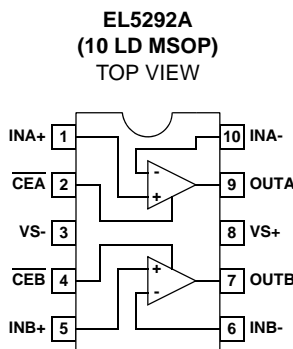 EL5292A
(10 LD MSOP)
TOP VIEW
INA+ 1 10 INA-
CEA 2 9 OUTA
VS- 3 8 VS+
CEB 4 7 OUTB
INB+ 5 6 INB-
- +
+ -